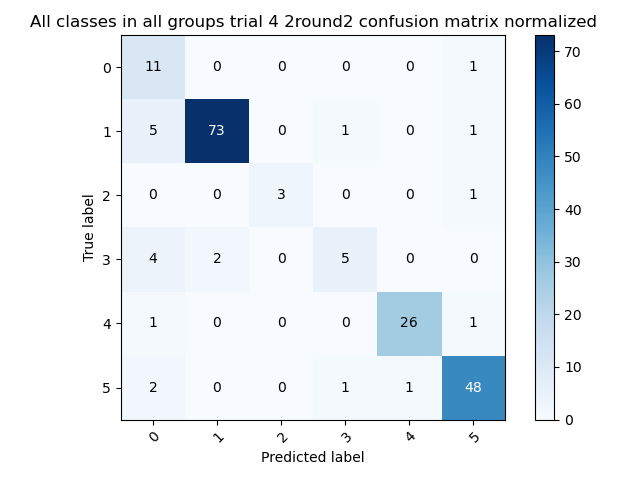 All classes in all groups trial 4 2round2 confusion matrix normalized
True label
0 11 0 0 0 0 1
1 5 73 0 1 0 1
2 0 0 3 0 0 1
3 4 2 0 5 0 0
4 1 0 0 0 26 1
5 2 0 0 1 1 48
0 1 2 3 4 5
Predicted label
70
60
50
40
30
20
10
0